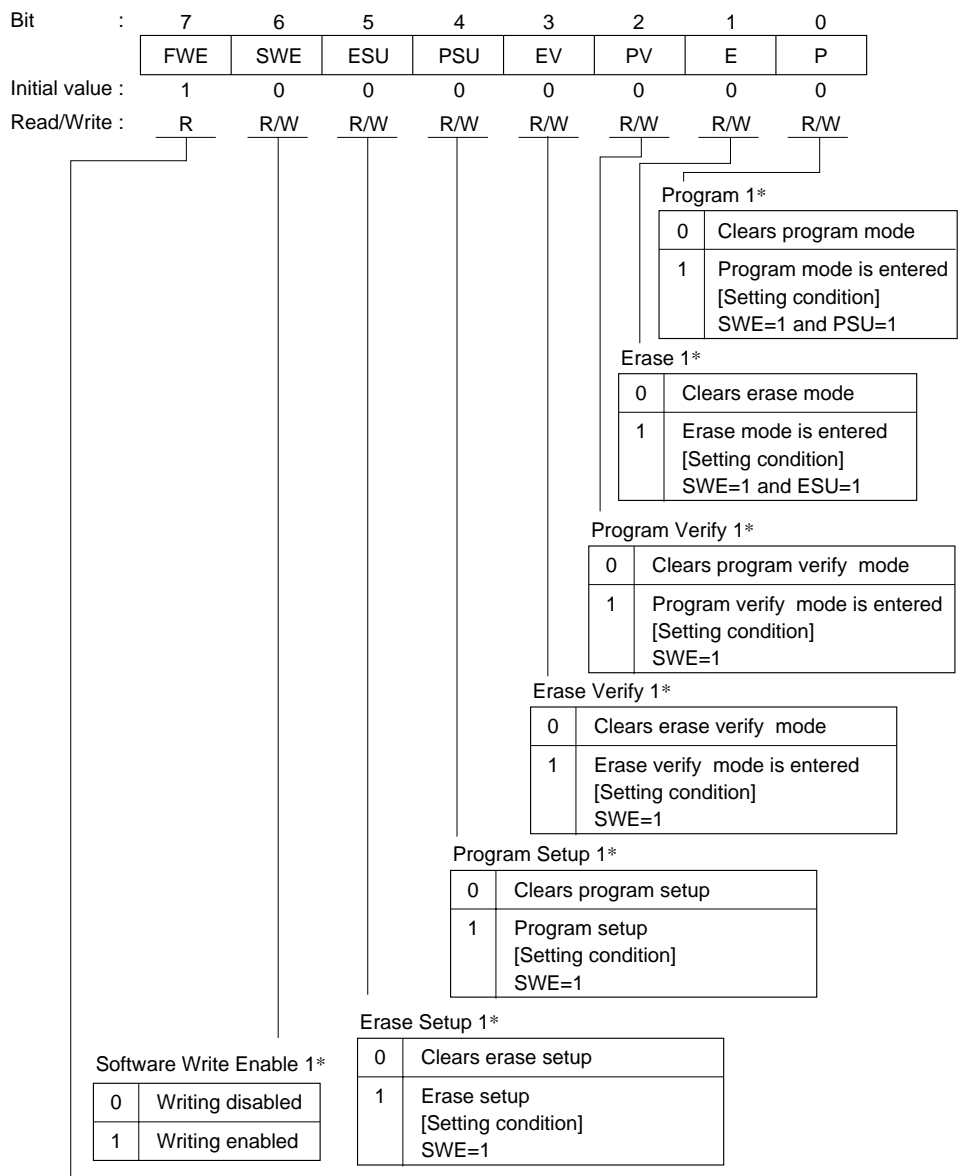 Bit : 7 6 5 4 3 2 1 0
FWE SWE ESU PSU EV PV E P
Initial value : 1 0 0 0 0 0 0 0
Read/Write : R R/W R/W R/W R/W R/W R/W R/W
Program 1*
0 Clears program mode
1 Program mode is entered
[Setting condition]
SWE=1 and PSU=1
Erase 1*
0 Clears erase mode
1 Erase mode is entered
[Setting condition]
SWE=1 and ESU=1
Program Verify 1*
0 Clears program verify mode
1 Program verify mode is entered
[Setting condition]
SWE=1
Erase Verify 1*
0 Clears erase verify mode
1 Erase verify mode is entered
[Setting condition]
SWE=1
Program Setup 1*
0 Clears program setup
1 Program setup
[Setting condition]
SWE=1
Erase Setup 1*
0 Clears erase setup
1 Erase setup
[Setting condition]
SWE=1
Software Write Enable 1*
0 Writing disabled
1 Writing enabled